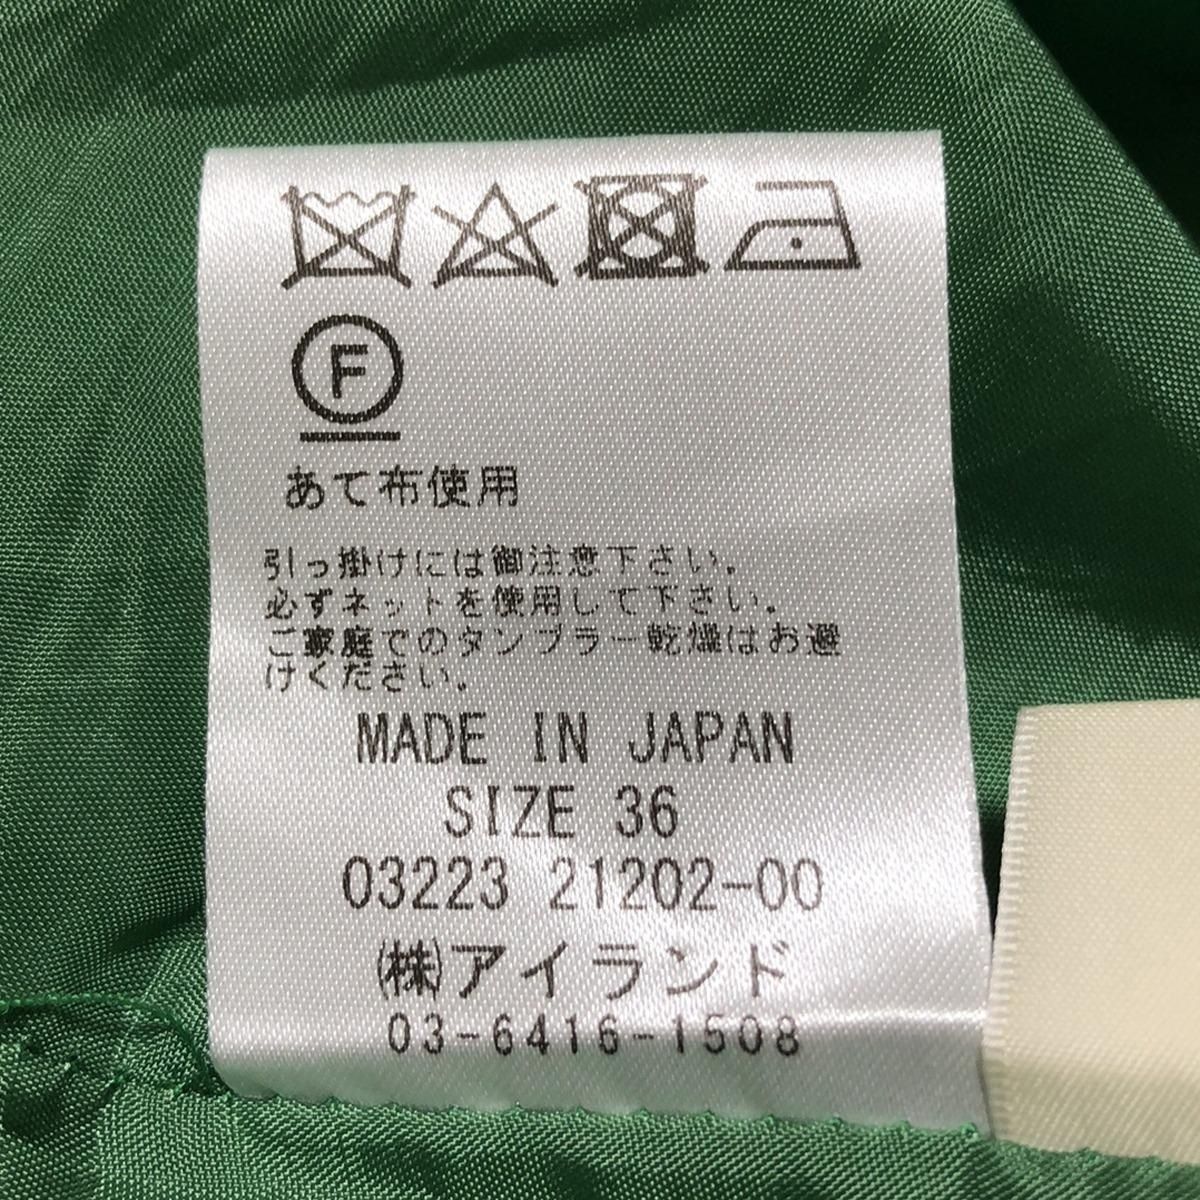 F
あて布使用
引っ掛けには御注意下さい。
必ずネットを使用して下さい。
ご家庭でのタンブラー乾燥はお避
けください。
MADE IN JAPAN
SIZE 36
03223 21202-00
㈱アイランド
03-6416-1508